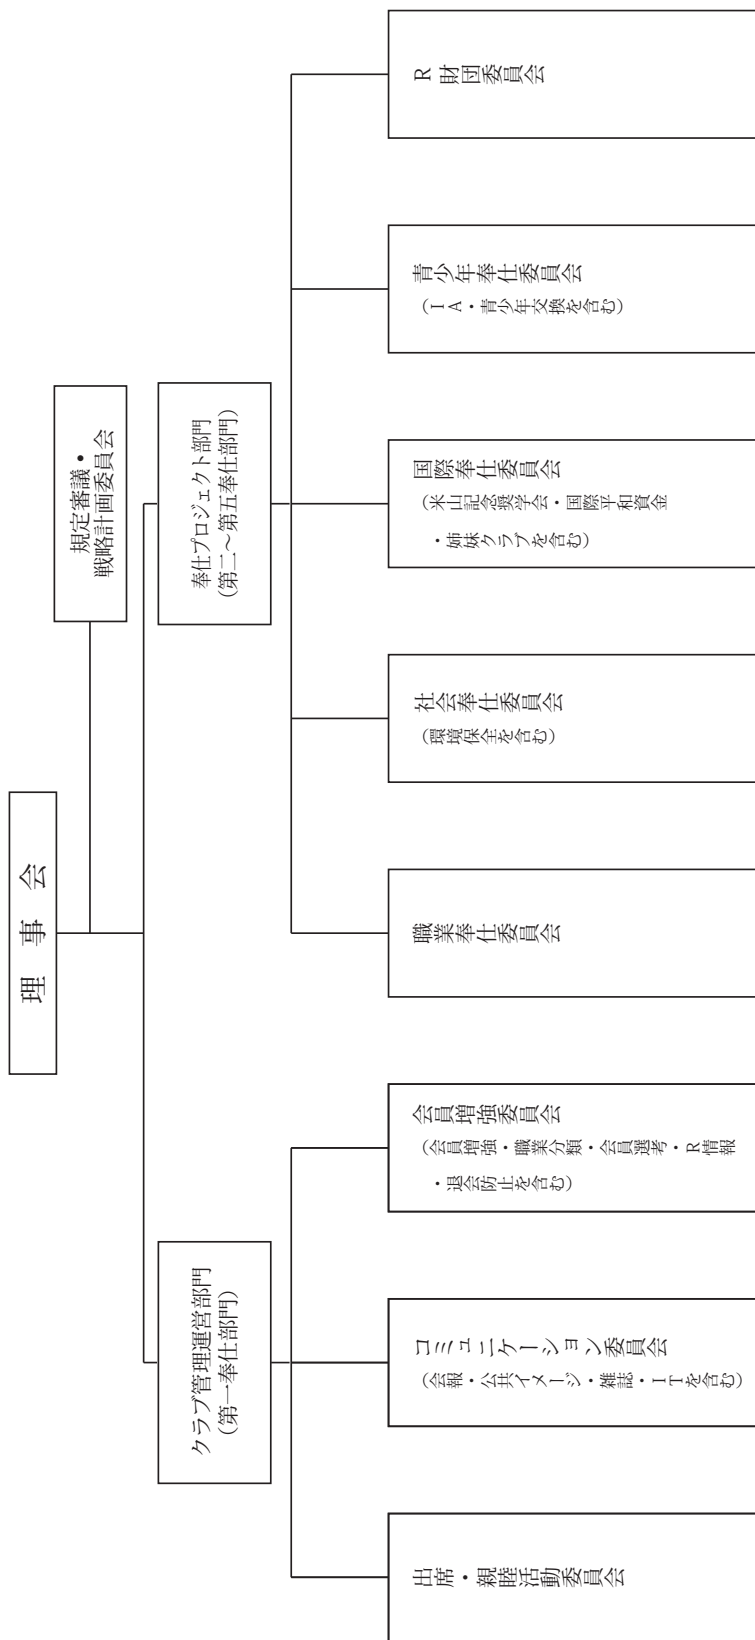 理　事　会
規定審議・
戦略計画委員会
クラブ管理運営部門
(第一奉仕部門)
奉仕プロジェクト部門
(第二～第五奉仕部門)
出席・親睦活動委員会
コミュニケーション委員会
(会報・公共イメージ・雑誌・ITを含む)
会員増強委員会
(会員増強・職業分類・会員選考・R情報
・退会防止を含む)
職業奉仕委員会
社会奉仕委員会
(環境保全を含む)
国際奉仕委員会
(米山記念奨学会・国際平和資金
・姉妹クラブを含む)
青少年奉仕委員会
(IA・青少年交換を含む)
R財団委員会